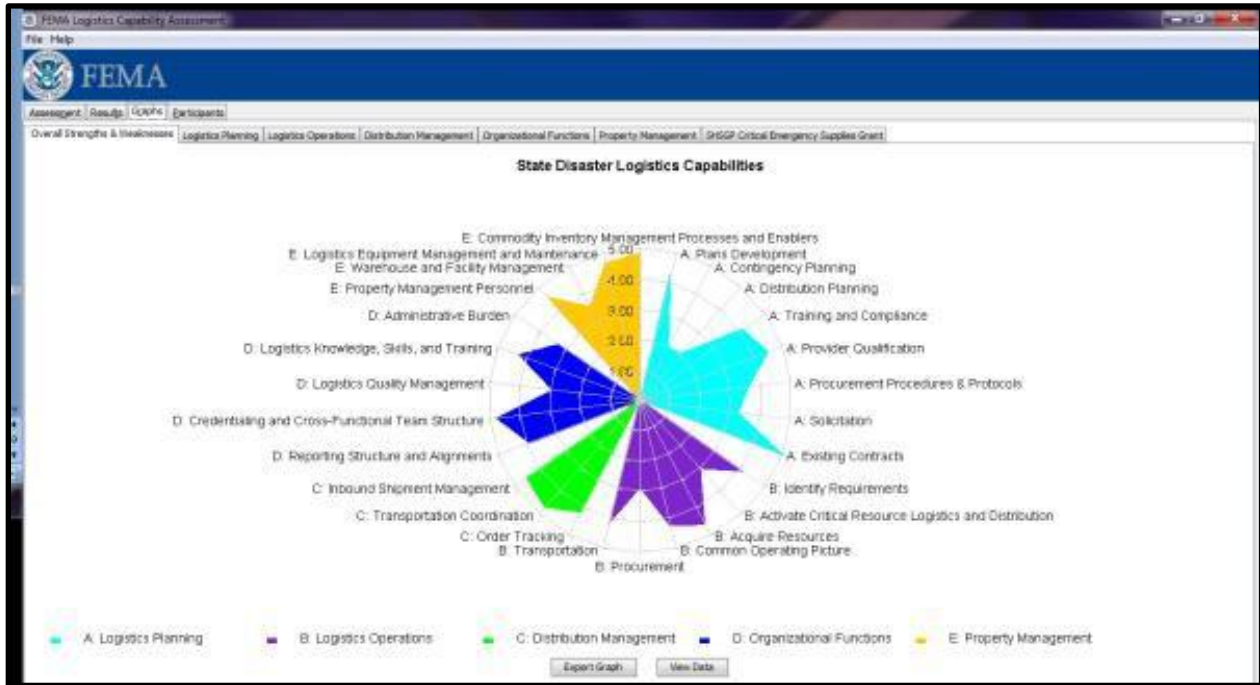 FEMA Logistics Capability Assessment
File Help
FEMA
Assessment Results Graphs Participants
Overall Strengths & Weaknesses Logistics Planning Logistics Operations Distribution Management Organizational Functions Property Management SHSGP Critical Emergency Supplies Grant
State Disaster Logistics Capabilities
E: Commodity Inventory Management Processes and Enablers
E: Logistics Equipment Management and Maintenance 5.00 A: Plans Development
E: Warehouse and Facility Management A: Contingency Planning
E: Property Management Personnel 4.00 A: Distribution Planning
D: Administrative Burden 3.00 A: Training and Compliance
D: Logistics Knowledge, Skills, and Training 2.00 A: Provider Qualification
1.00
D: Logistics Quality Management A: Procurement Procedures & Protocols
D: Credentialing and Cross-Functional Team Structure A: Solicitation
D: Reporting Structure and Alignments A: Existing Contracts
C: Inbound Shipment Management B: Identify Requirements
C: Transportation Coordination B: Activate Critical Resource Logistics and Distribution
C: Order Tracking B: Acquire Resources
B: Transportation B: Common Operating Picture
B: Procurement
A: Logistics Planning B: Logistics Operations C: Distribution Management D: Organizational Functions E: Property Management
Export Graph View Data